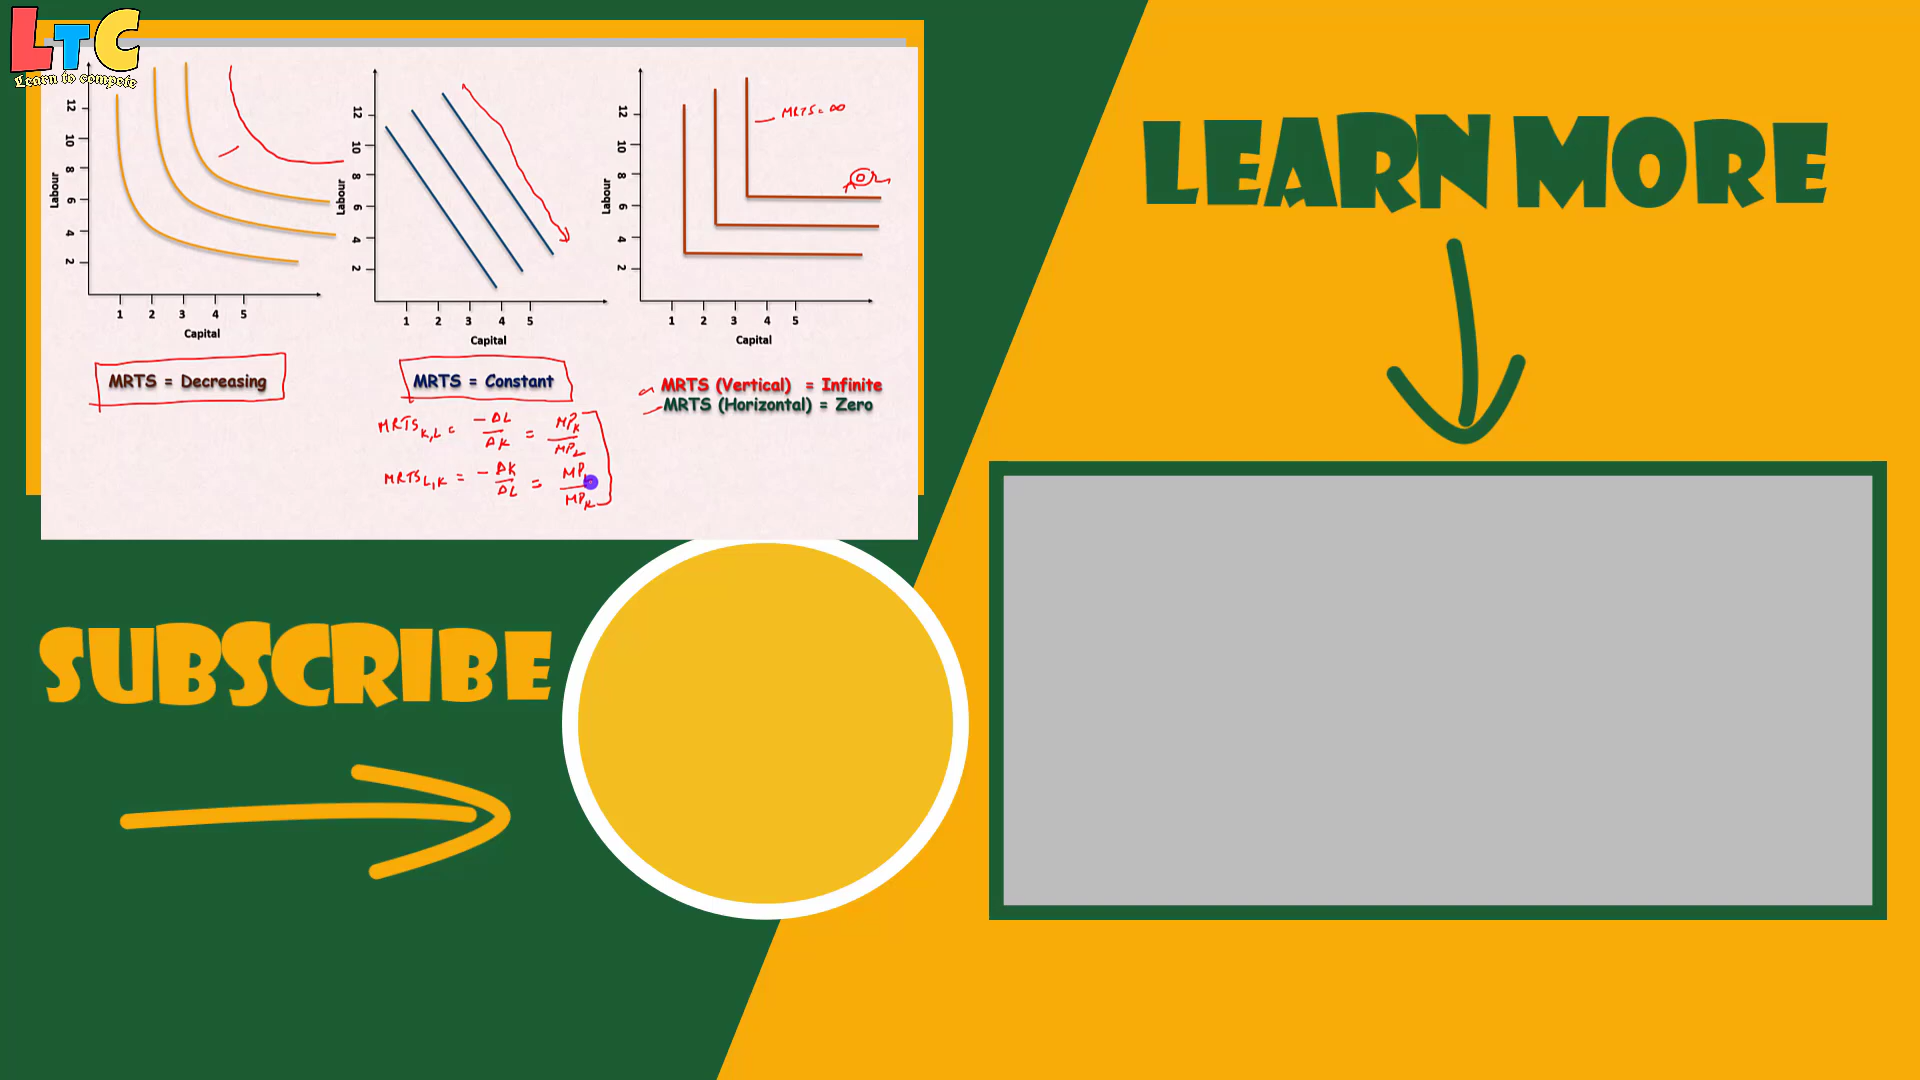 LTC
Learn to compete
12
10
8
6
4
2
Labour
1 2 3 4 5
Capital
MRTS = Decreasing
12
10
8
6
4
2
Labour
1 2 3 4 5
Capital
MRTS = Constant
MRTS K,L = -ΔL/ΔK = MPK/MPL
MRTS L,K = -ΔK/ΔL = MP/MPK
12
10
8
6
4
2
Labour
MRTS = ∞
1 2 3 4 5
Capital
MRTS (Vertical) = Infinite
MRTS (Horizontal) = Zero
LEARN MORE
SUBSCRIBE